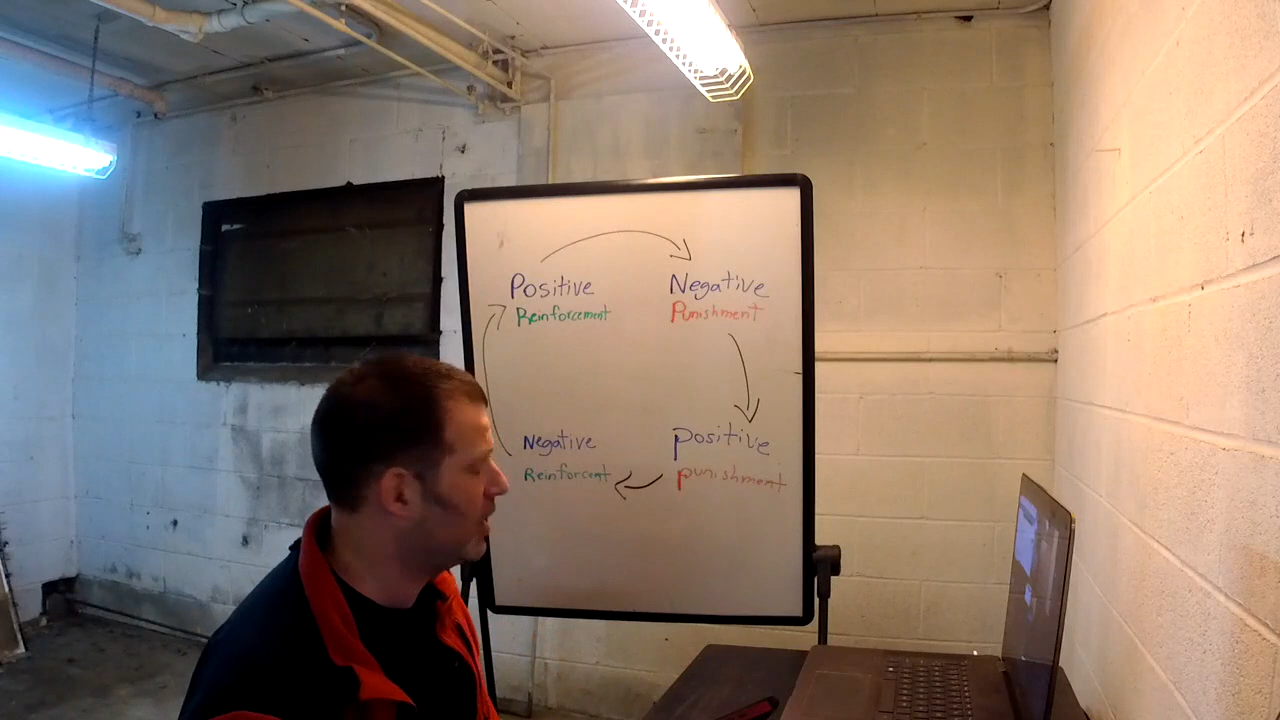 Positive
Reinforcement
Negative
Punishment
Negative
Reinforcent
positive
punishment